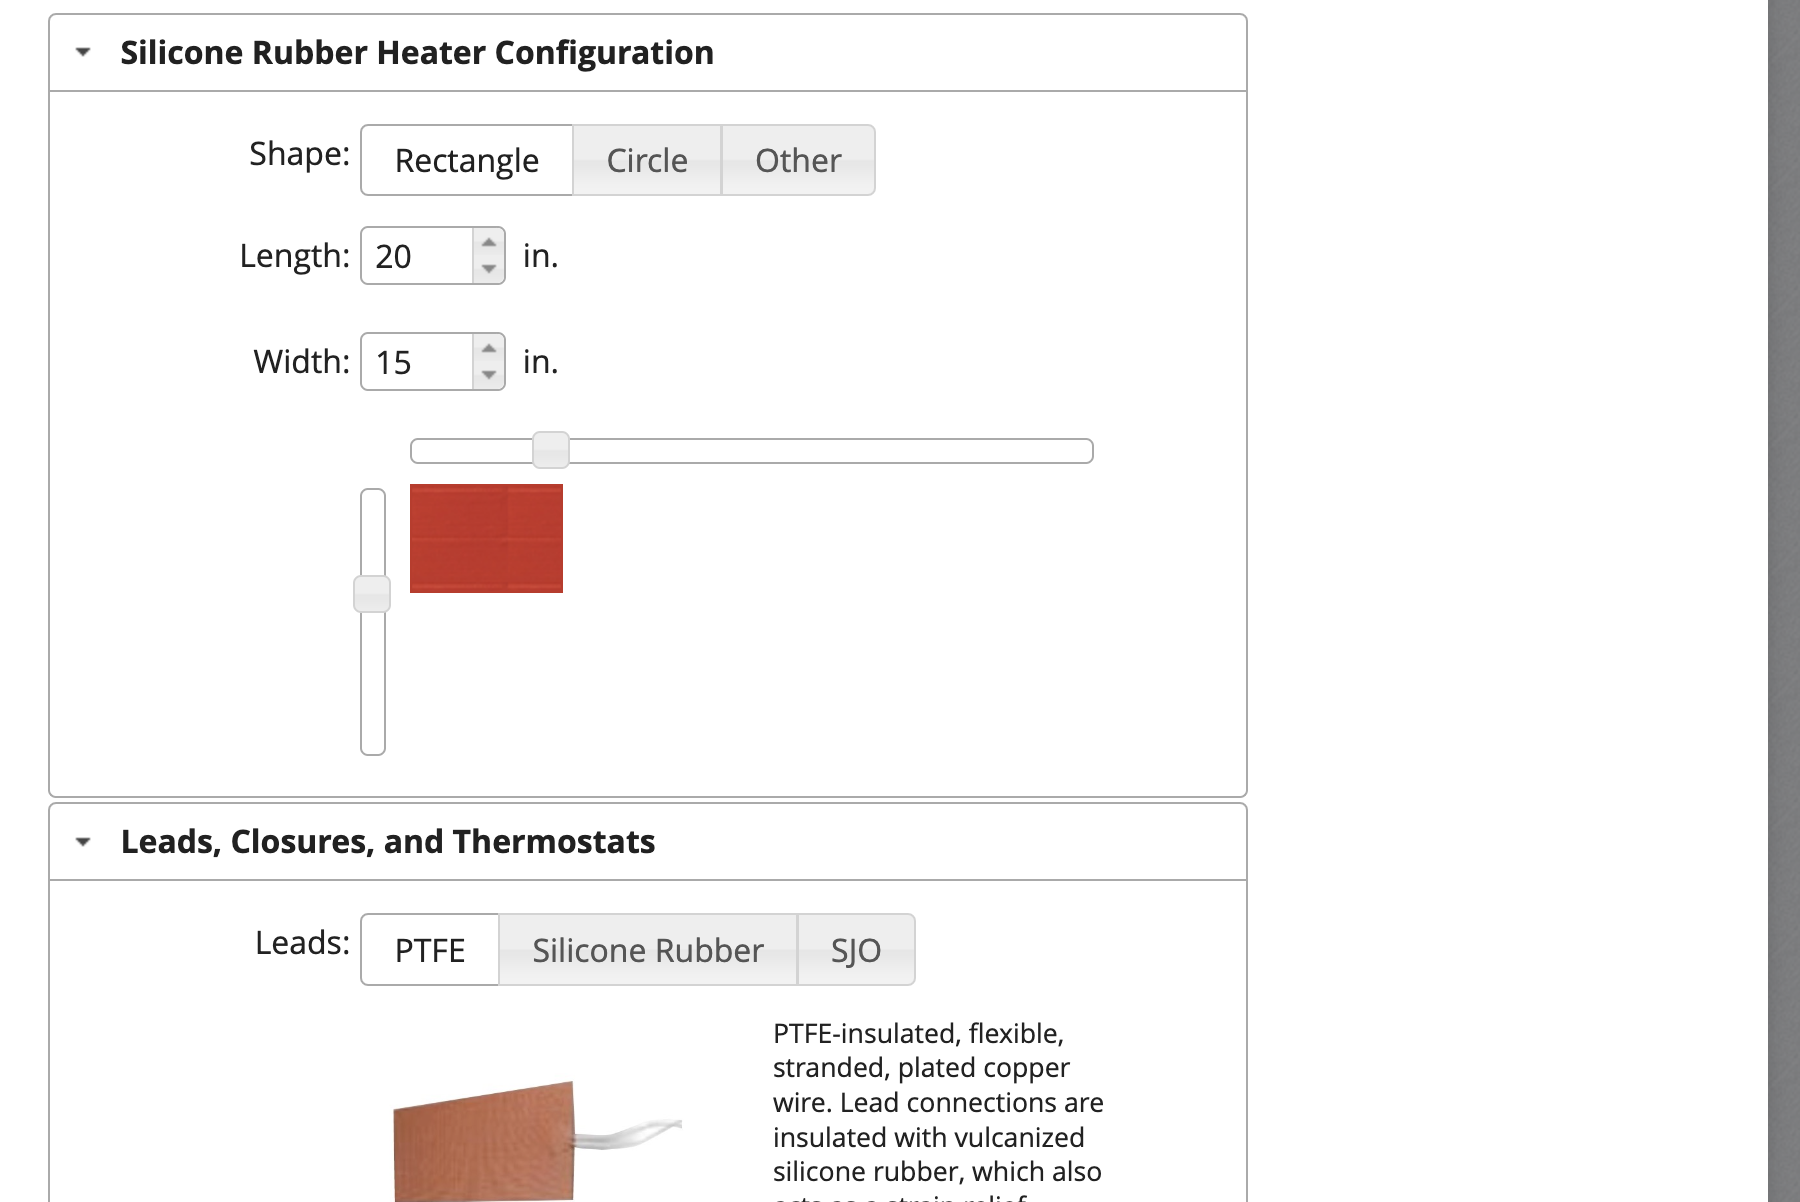 Silicone Rubber Heater Configuration
Shape: Rectangle Circle Other
Length: 20 in.
Width: 15 in.
Leads, Closures, and Thermostats
Leads: PTFE Silicone Rubber SJO
PTFE-insulated, flexible,
stranded, plated copper
wire. Lead connections are
insulated with vulcanized
silicone rubber, which also